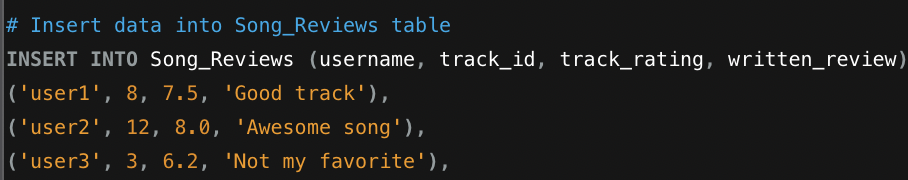 # Insert data into Song_Reviews table
INSERT INTO Song_Reviews (username, track_id, track_rating, written_review)
('user1', 8, 7.5, 'Good track'),
('user2', 12, 8.0, 'Awesome song'),
('user3', 3, 6.2, 'Not my favorite'),